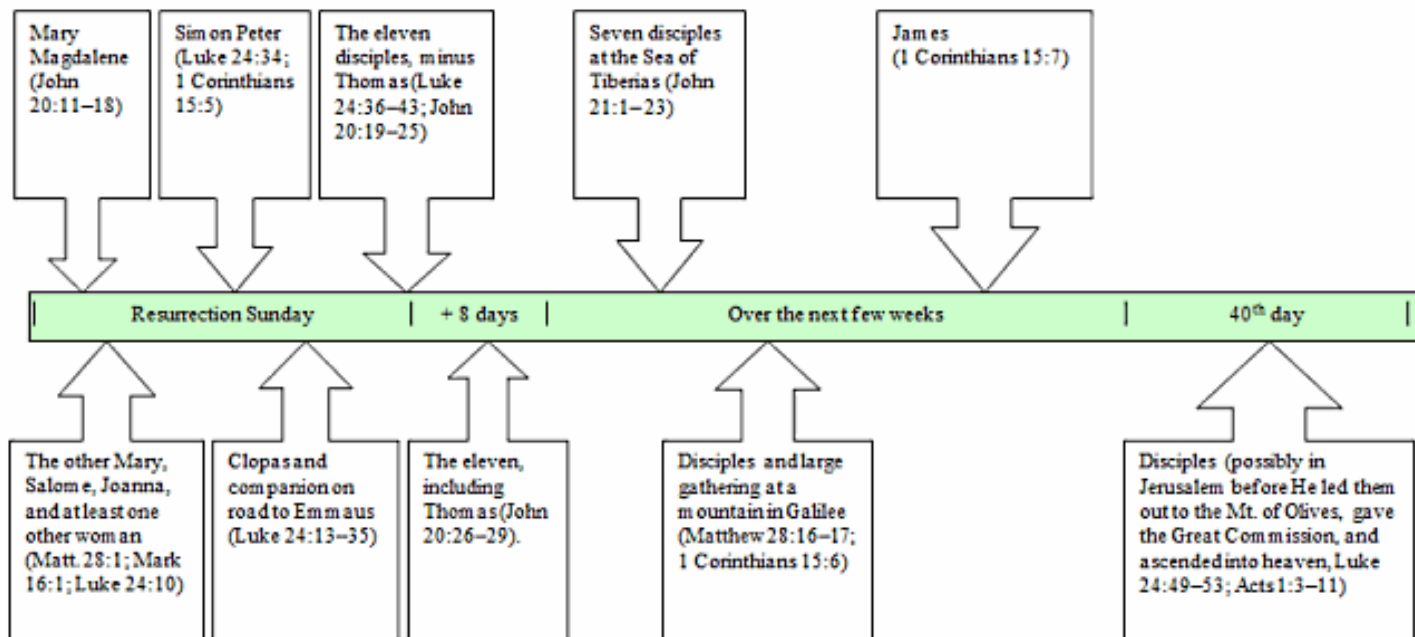 Mary
Magdalene
(John
20:11–18)
Simon Peter
(Luke 24:34;
1 Corinthians
15:5)
The eleven
disciples, minus
Thomas (Luke
24:36–43; John
20:19–25)
Seven disciples
at the Sea of
Tiberias (John
21:1–23)
James
(1 Corinthians 15:7)
| Resurrection Sunday | + 8 days | Over the next few weeks | 40th day |
The other Mary,
Salome, Joanna,
and at least one
other woman
(Matt. 28:1; Mark
16:1; Luke 24:10)
Clopas and
companion on
road to Emmaus
(Luke 24:13–35)
The eleven,
including
Thomas (John
20:26–29).
Disciples and large
gathering at a
mountain in Galilee
(Matthew 28:16–17;
1 Corinthians 15:6)
Disciples (possibly in
Jerusalem before He led them
out to the Mt. of Olives, gave
the Great Commission, and
ascended into heaven, Luke
24:49–53; Acts 1:3–11)